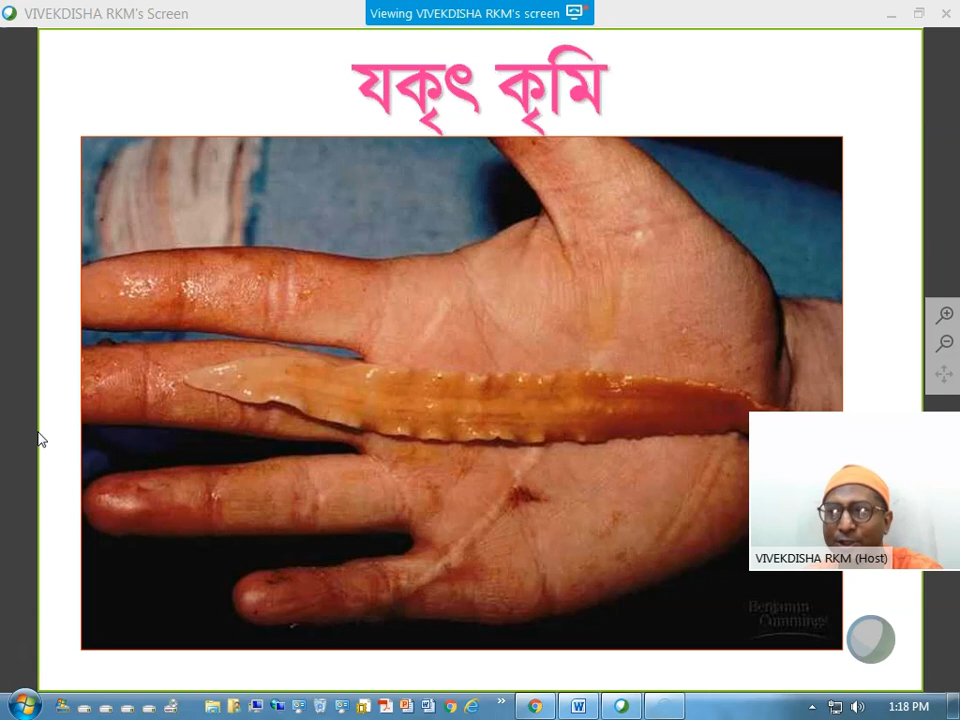 VIVEKDISHA RKM's Screen
Viewing VIVEKDISHA RKM's screen
যকৃৎ কৃমি
VIVEKDISHA RKM (Host)
Benjamin
Cummings
1:18 PM